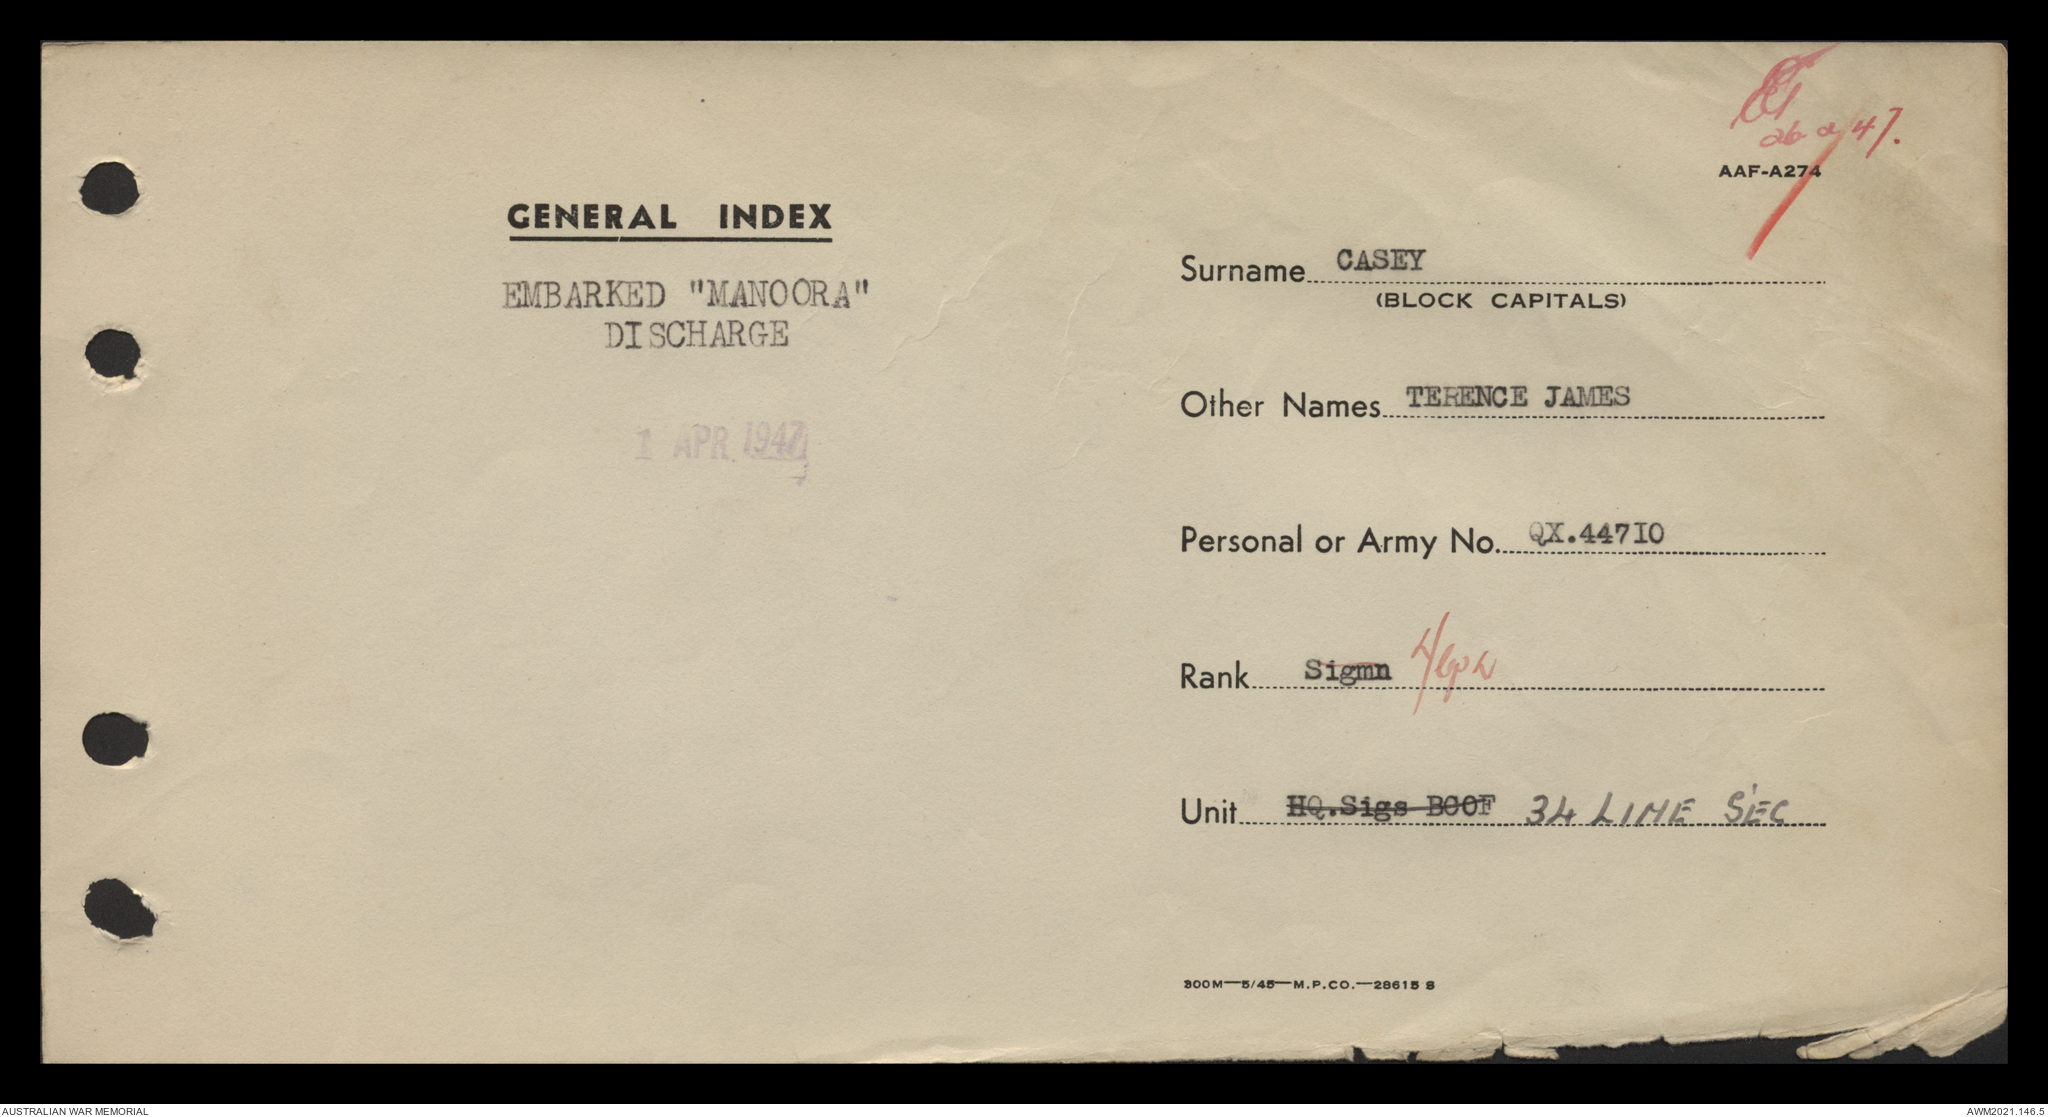 26 2 47.
AAF-A274
GENERAL INDEX
EMBARKED "MANOORA"
DISCHARGE
1 APR 1947
Surname CASEY
(BLOCK CAPITALS)
Other Names TERENCE JAMES
Personal or Army No. QX.44710
Rank Sigmn L/Cpl
Unit HQ.Sigs BCOF 34 LINE SEC
300M—5/45—M.P.CO.—28615 S
AUSTRALIAN WAR MEMORIAL
AWM2021.146.5